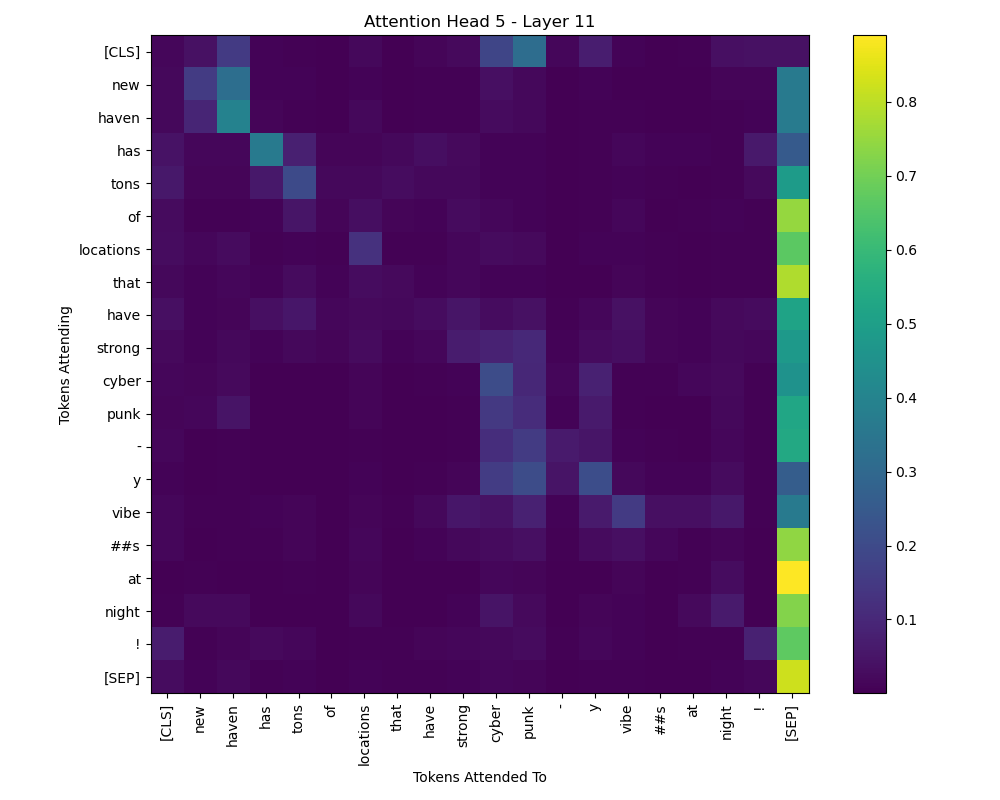 Attention Head 5 - Layer 11
Tokens Attending
[CLS]
new
haven
has
tons
of
locations
that
have
strong
cyber
punk
-
y
vibe
##s
at
night
!
[SEP]
[CLS]
new
haven
has
tons
of
locations
that
have
strong
cyber
punk
-
y
vibe
##s
at
night
!
[SEP]
Tokens Attended To
0.8
0.7
0.6
0.5
0.4
0.3
0.2
0.1